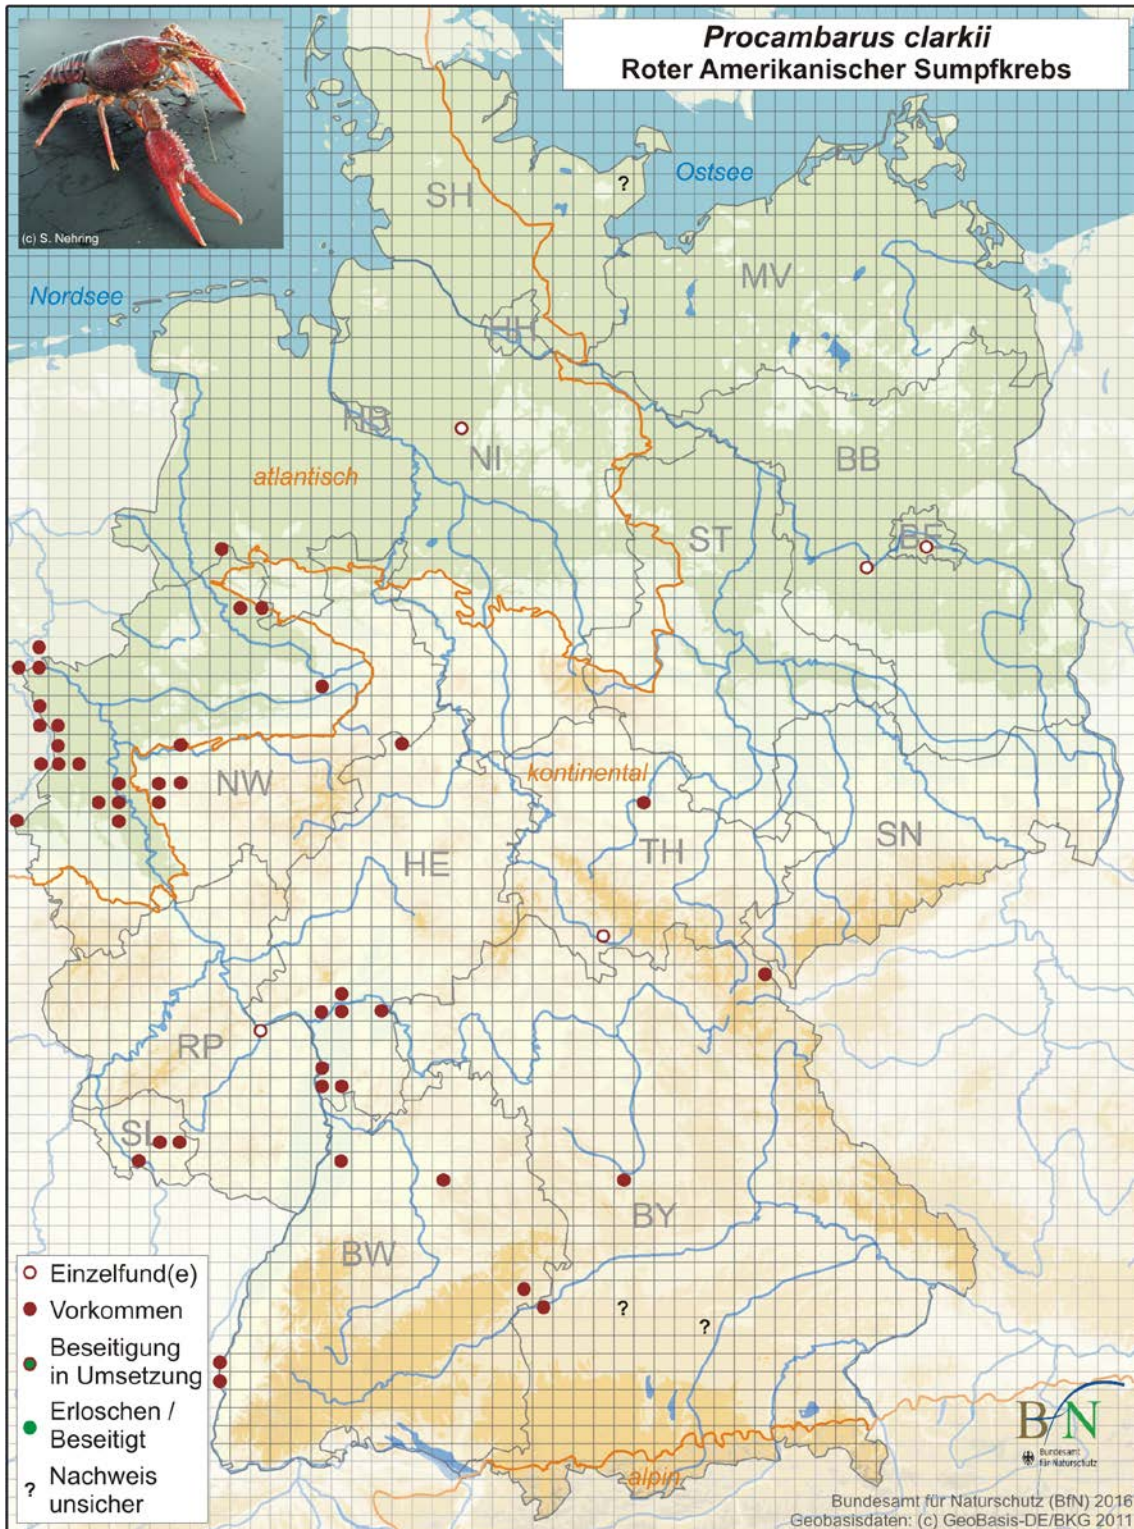 Procambarus clarkii
Roter Amerikanischer Sumpfkrebs
(c) S. Nehring
SH
?
Ostsee
MV
Nordsee
HH
HB
NI
BB
atlantisch
ST
BE
NW
kontinental
HE
TH
SN
RP
SL
BY
BW
?
?
Einzelfund(e)
Vorkommen
Beseitigung
in Umsetzung
Erloschen /
Beseitigt
? Nachweis
unsicher
alpin
BfN
Bundesamt
für Naturschutz
Bundesamt für Naturschutz (BfN) 2016
Geobasisdaten: (c) GeoBasis-DE/BKG 2011